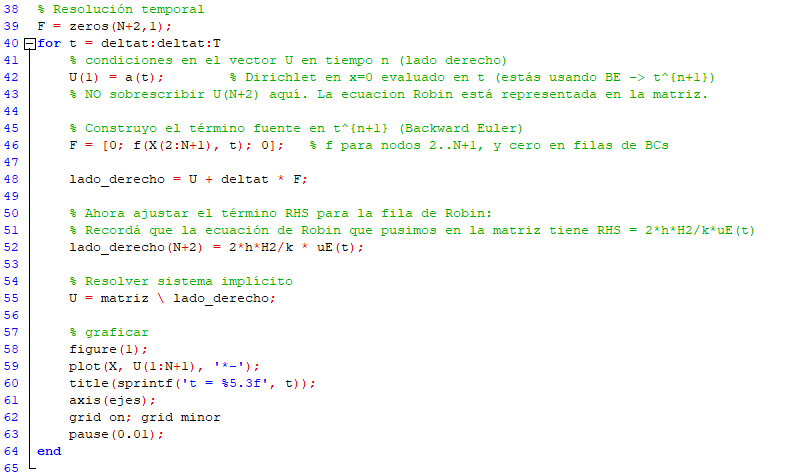 38 % Resolución temporal
39 F = zeros(N+2,1);
40 for t = deltat:deltat:T
41 % condiciones en el vector U en tiempo n (lado derecho)
42 U(1) = a(t); % Dirichlet en x=0 evaluado en t (estás usando BE -> t^{n+1})
43 % NO sobrescribir U(N+2) aquí. La ecuacion Robin está representada en la matriz.
44
45 % Construyo el término fuente en t^{n+1} (Backward Euler)
46 F = [0; f(X(2:N+1), t); 0]; % f para nodos 2..N+1, y cero en filas de BCs
47
48 lado_derecho = U + deltat * F;
49
50 % Ahora ajustar el término RHS para la fila de Robin:
51 % Recordá que la ecuación de Robin que pusimos en la matriz tiene RHS = 2*h*H2/k*uE(t)
52 lado_derecho(N+2) = 2*h*H2/k * uE(t);
53
54 % Resolver sistema implícito
55 U = matriz \ lado_derecho;
56
57 % graficar
58 figure(1);
59 plot(X, U(1:N+1), '*-');
60 title(sprintf('t = %5.3f', t));
61 axis(ejes);
62 grid on; grid minor
63 pause(0.01);
64 end
65